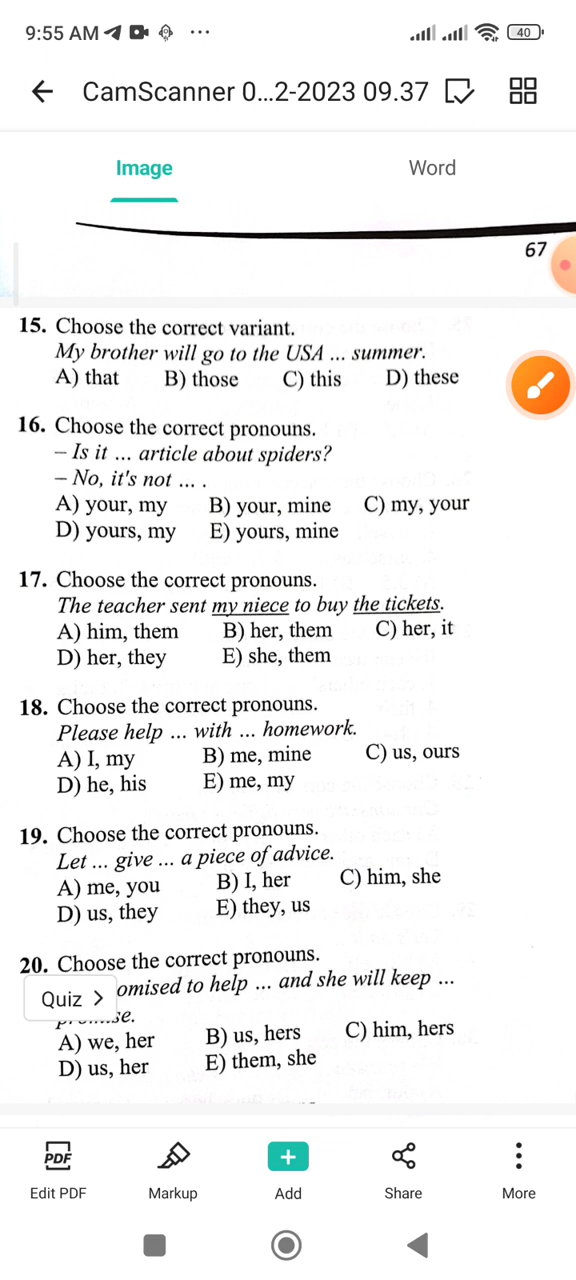 9:55 AM
40
CamScanner 0...2-2023 09.37
Image
Word
67
15. Choose the correct variant.
My brother will go to the USA ... summer.
A) that B) those C) this D) these
16. Choose the correct pronouns.
– Is it ... article about spiders?
– No, it's not ... .
A) your, my B) your, mine C) my, your
D) yours, my E) yours, mine
17. Choose the correct pronouns.
The teacher sent my niece to buy the tickets.
A) him, them B) her, them C) her, it
D) her, they E) she, them
18. Choose the correct pronouns.
Please help ... with ... homework.
A) I, my B) me, mine C) us, ours
D) he, his E) me, my
19. Choose the correct pronouns.
Let ... give ... a piece of advice.
A) me, you B) I, her C) him, she
D) us, they E) they, us
20. Choose the correct pronouns.
Quiz > omised to help ... and she will keep ...
A) we, her B) us, hers C) him, hers
D) us, her E) them, she
PDF
Edit PDF Markup Add Share More